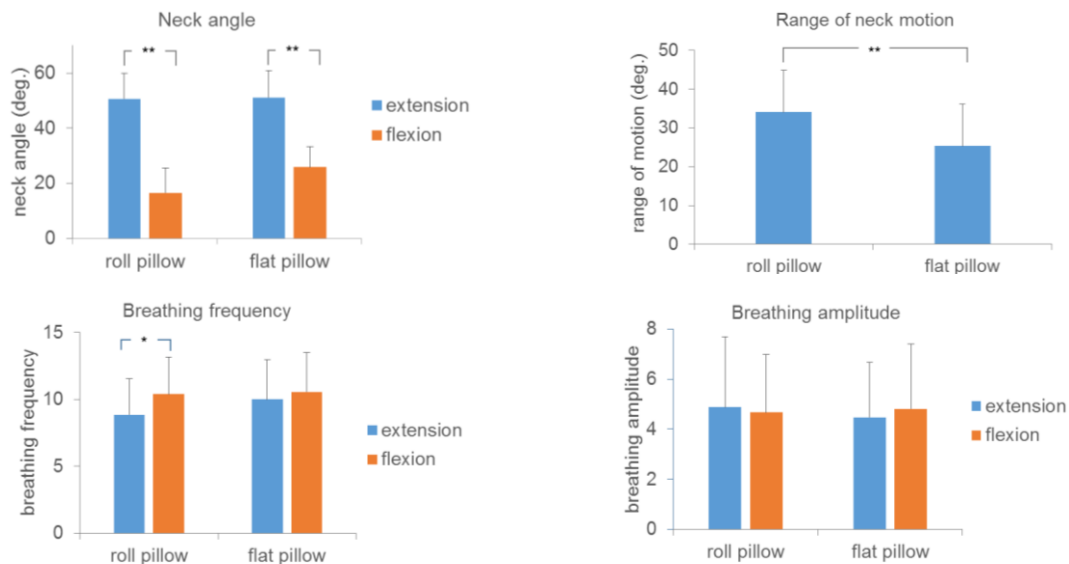 Neck angle
**
**
60
40
20
0
neck angle (deg.)
roll pillow
flat pillow
extension
flexion
Range of neck motion
**
50
40
30
20
10
0
range of motion (deg.)
roll pillow
flat pillow
Breathing frequency
*
15
10
5
0
breathing frequency
roll pillow
flat pillow
extension
flexion
Breathing amplitude
8
6
4
2
0
breathing amplitude
roll pillow
flat pillow
extension
flexion